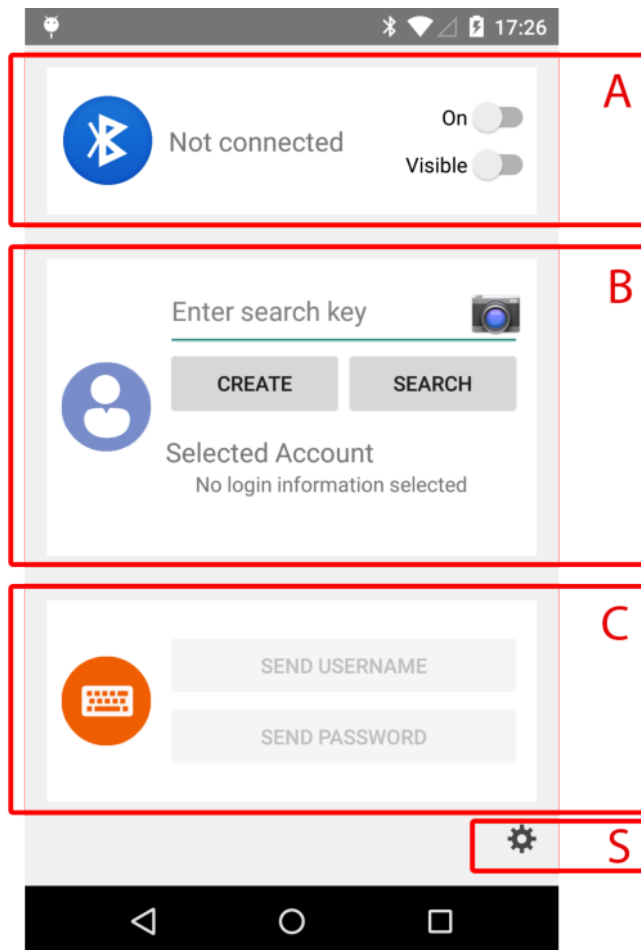 17:26
A
On
Not connected
Visible
B
Enter search key
CREATE SEARCH
Selected Account
No login information selected
C
SEND USERNAME
SEND PASSWORD
S